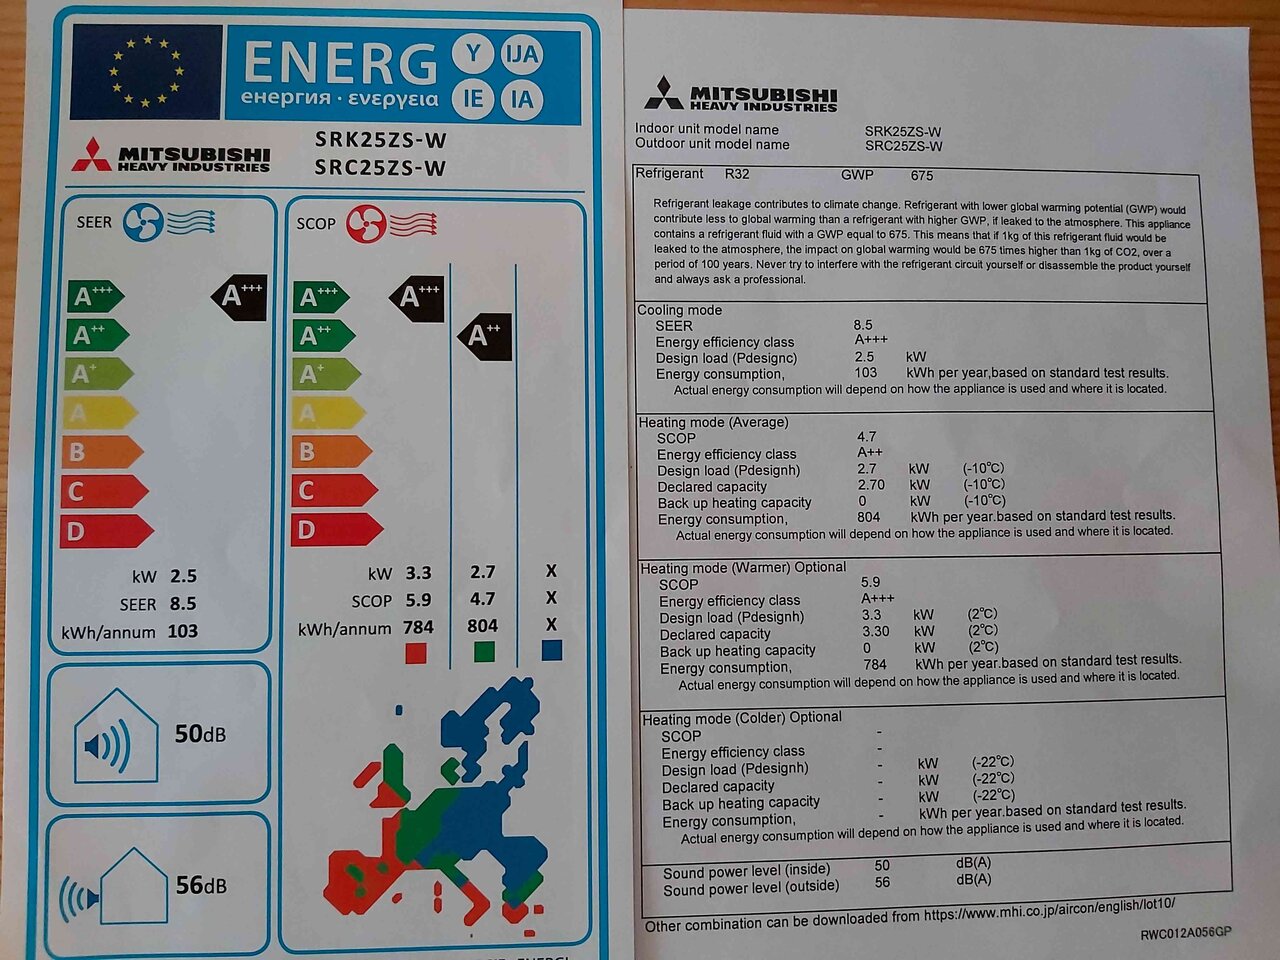 ENERG
Y IJA
IE IA
енергия · ενεργεια
MITSUBISHI
HEAVY INDUSTRIES
SRK25ZS-W
SRC25ZS-W
SEER
A+++
A++
A+
A
B
C
D
A+++
kW 2.5
SEER 8.5
kWh/annum 103
SCOP
A+++
A++
A+
A
B
C
D
A+++
A++
kW 3.3 2.7 X
SCOP 5.9 4.7 X
kWh/annum 784 804 X
50dB
56dB
MITSUBISHI
HEAVY INDUSTRIES
Indoor unit model name SRK25ZS-W
Outdoor unit model name SRC25ZS-W
Refrigerant R32 GWP 675
Refrigerant leakage contributes to climate change. Refrigerant with lower global warming potential (GWP) would
contribute less to global warming than a refrigerant with higher GWP, if leaked to the atmosphere. This appliance
contains a refrigerant fluid with a GWP equal to 675. This means that if 1kg of this refrigerant fluid would be
leaked to the atmosphere, the impact on global warming would be 675 times higher than 1kg of CO2, over a
period of 100 years. Never try to interfere with the refrigerant circuit yourself or disassemble the product yourself
and always ask a professional.
Cooling mode
SEER 8.5
Energy efficiency class A+++
Design load (Pdesignc) 2.5 kW
Energy consumption, 103 kWh per year,based on standard test results.
Actual energy consumption will depend on how the appliance is used and where it is located.
Heating mode (Average)
SCOP 4.7
Energy efficiency class A++
Design load (Pdesignh) 2.7 kW (-10°C)
Declared capacity 2.70 kW (-10°C)
Back up heating capacity 0 kW (-10°C)
Energy consumption, 804 kWh per year.based on standard test results.
Actual energy consumption will depend on how the appliance is used and where it is located.
Heating mode (Warmer) Optional
SCOP 5.9
Energy efficiency class A+++
Design load (Pdesignh) 3.3 kW (2°C)
Declared capacity 3.30 kW (2°C)
Back up heating capacity 0 kW (2°C)
Energy consumption, 784 kWh per year.based on standard test results.
Actual energy consumption will depend on how the appliance is used and where it is located.
Heating mode (Colder) Optional
SCOP -
Energy efficiency class -
Design load (Pdesignh) - kW (-22°C)
Declared capacity - kW (-22°C)
Back up heating capacity - kW (-22°C)
Energy consumption, - kWh per year.based on standard test results.
Actual energy consumption will depend on how the appliance is used and where it is located.
Sound power level (inside) 50 dB(A)
Sound power level (outside) 56 dB(A)
Other combination can be downloaded from https://www.mhi.co.jp/aircon/english/lot10/
RWC012A056GP